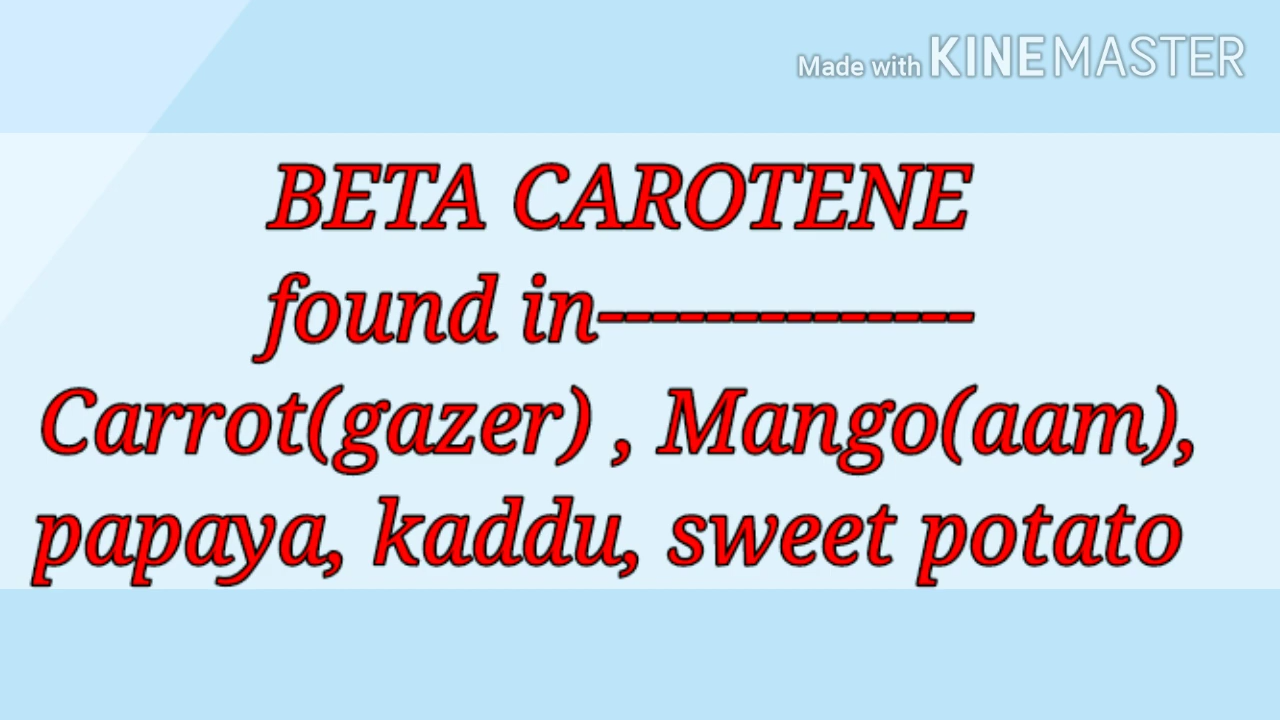 Made with KINEMASTER
BETA CAROTENE
found in--------------
Carrot(gazer) , Mango(aam),
papaya, kaddu, sweet potato